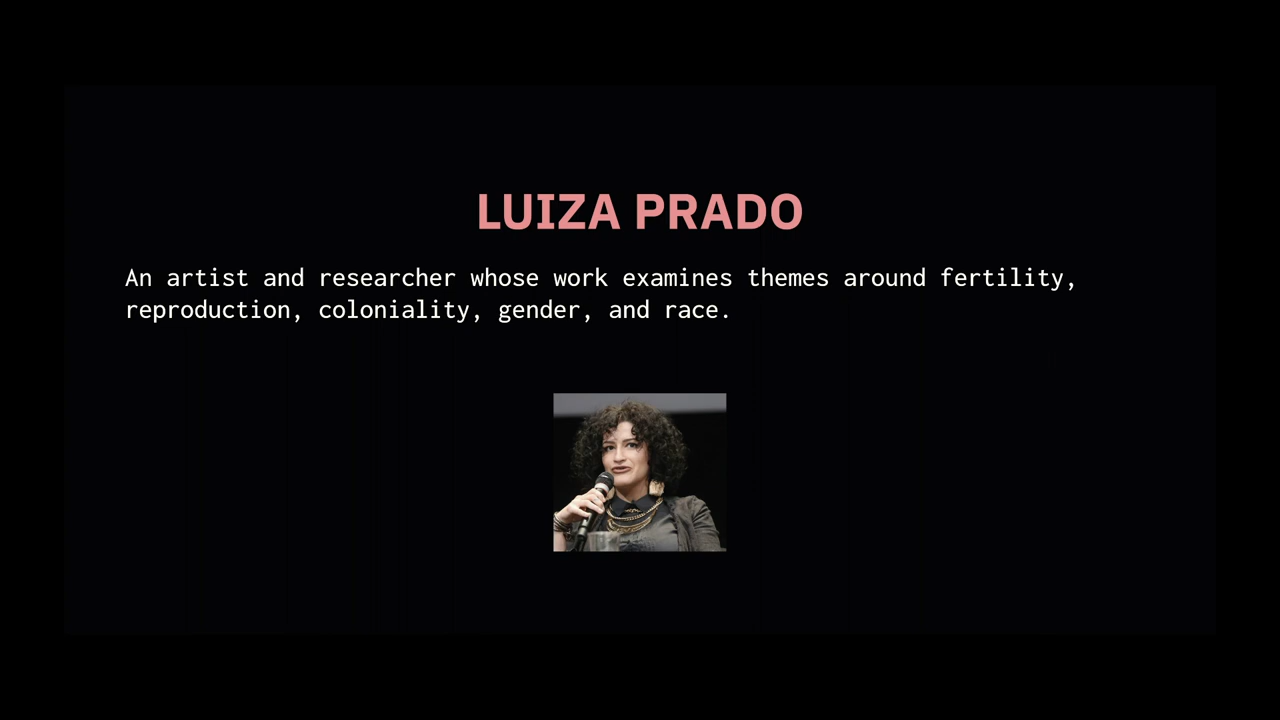 LUIZA PRADO
An artist and researcher whose work examines themes around fertility,
reproduction, coloniality, gender, and race.